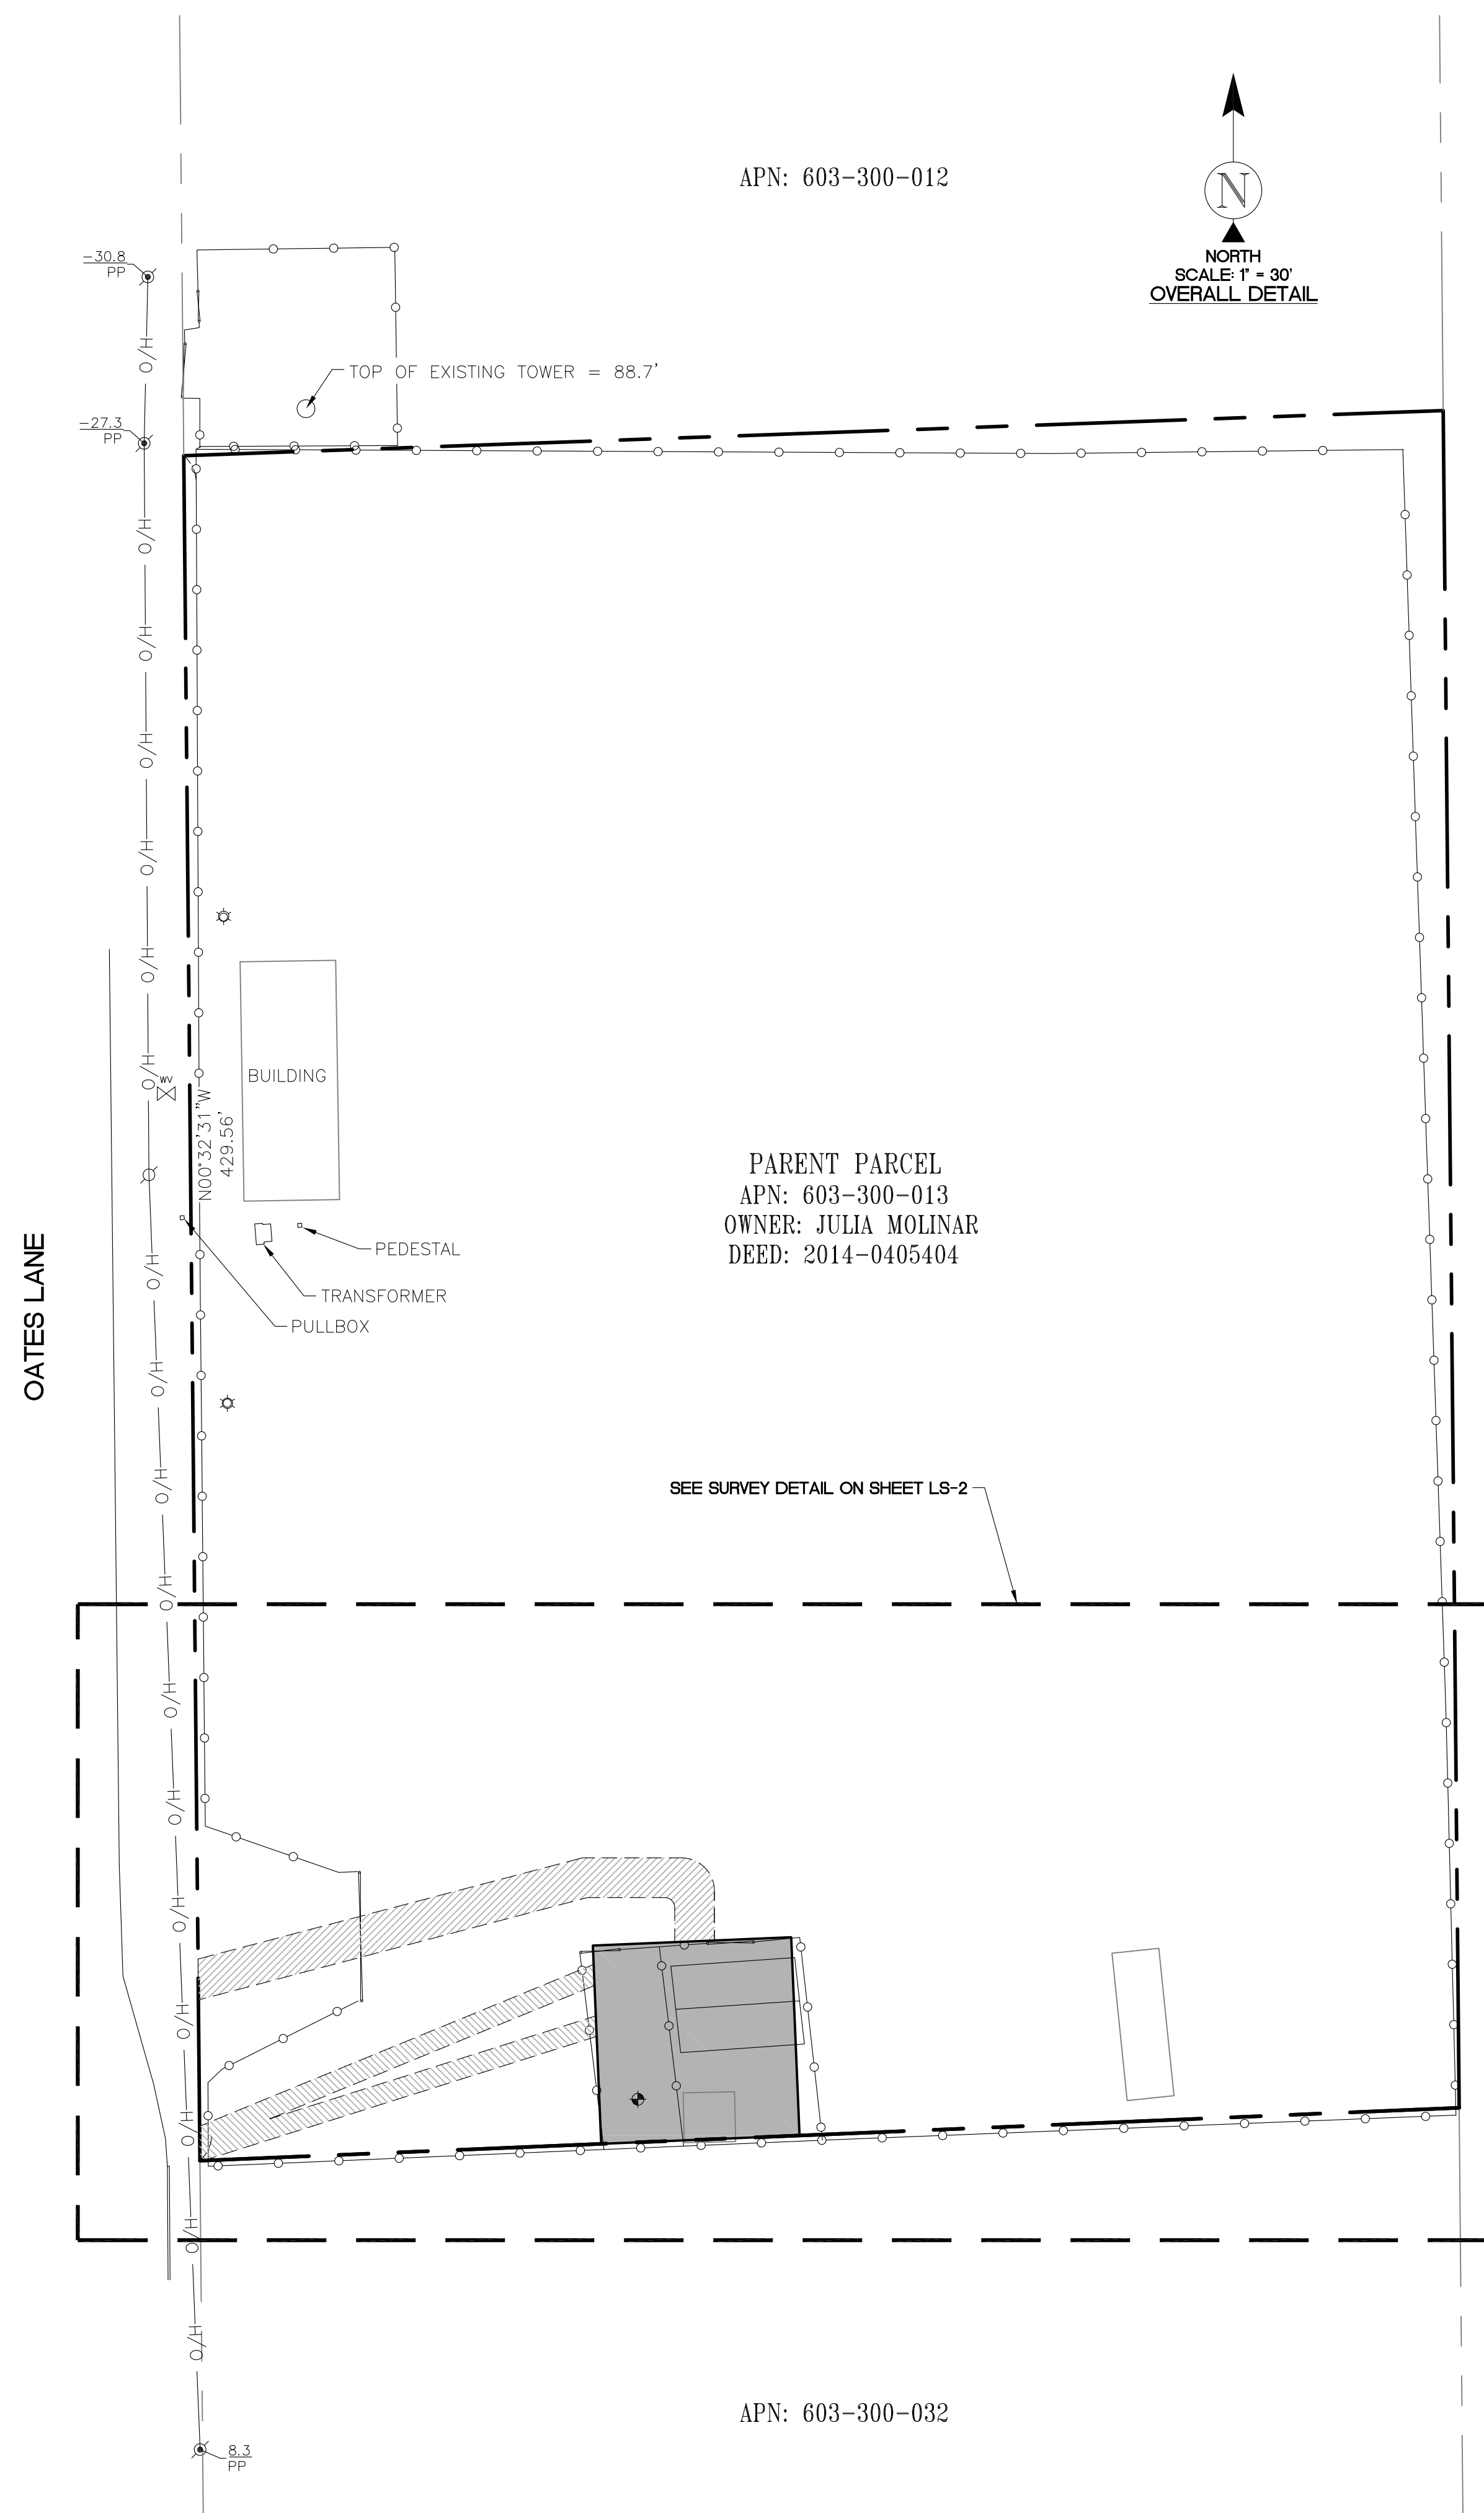 APN: 603-300-012
N
NORTH
SCALE: 1" = 30'
OVERALL DETAIL
-30.8
PP
O/H
TOP OF EXISTING TOWER = 88.7'
-27.3
PP
O/H
O/H
O/H
O/H
O/H
O/H
WV
BUILDING
N00°32'31"W
429.56'
PARENT PARCEL
APN: 603-300-013
OWNER: JULIA MOLINAR
DEED: 2014-0405404
PEDESTAL
TRANSFORMER
PULLBOX
OATES LANE
O/H
O/H
O/H
SEE SURVEY DETAIL ON SHEET LS-2
O/H
O/H
O/H
O/H
O/H
O/H
O/H
O/H
APN: 603-300-032
8.3
PP